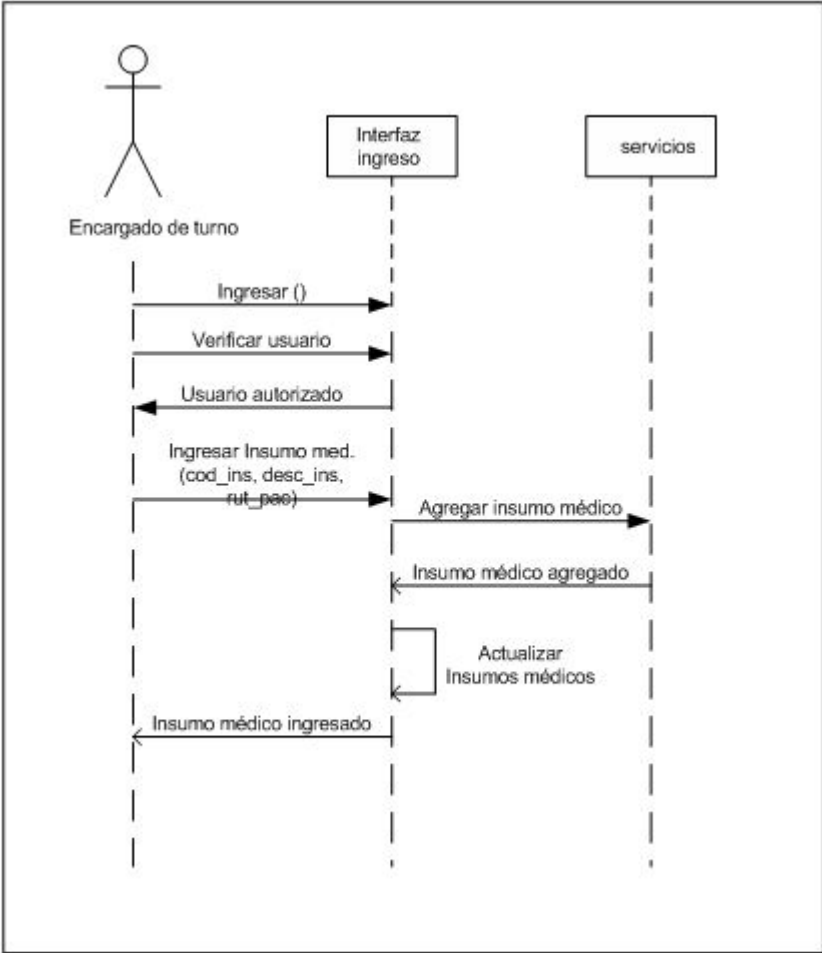 Interfaz
ingreso
servicios
Encargado de turno
Ingresar ()
Verificar usuario
Usuario autorizado
Ingresar Insumo med.
(cod_ins, desc_ins,
rut_pac)
Agregar insumo médico
Insumo médico agregado
Actualizar
Insumos médicos
Insumo médico ingresado